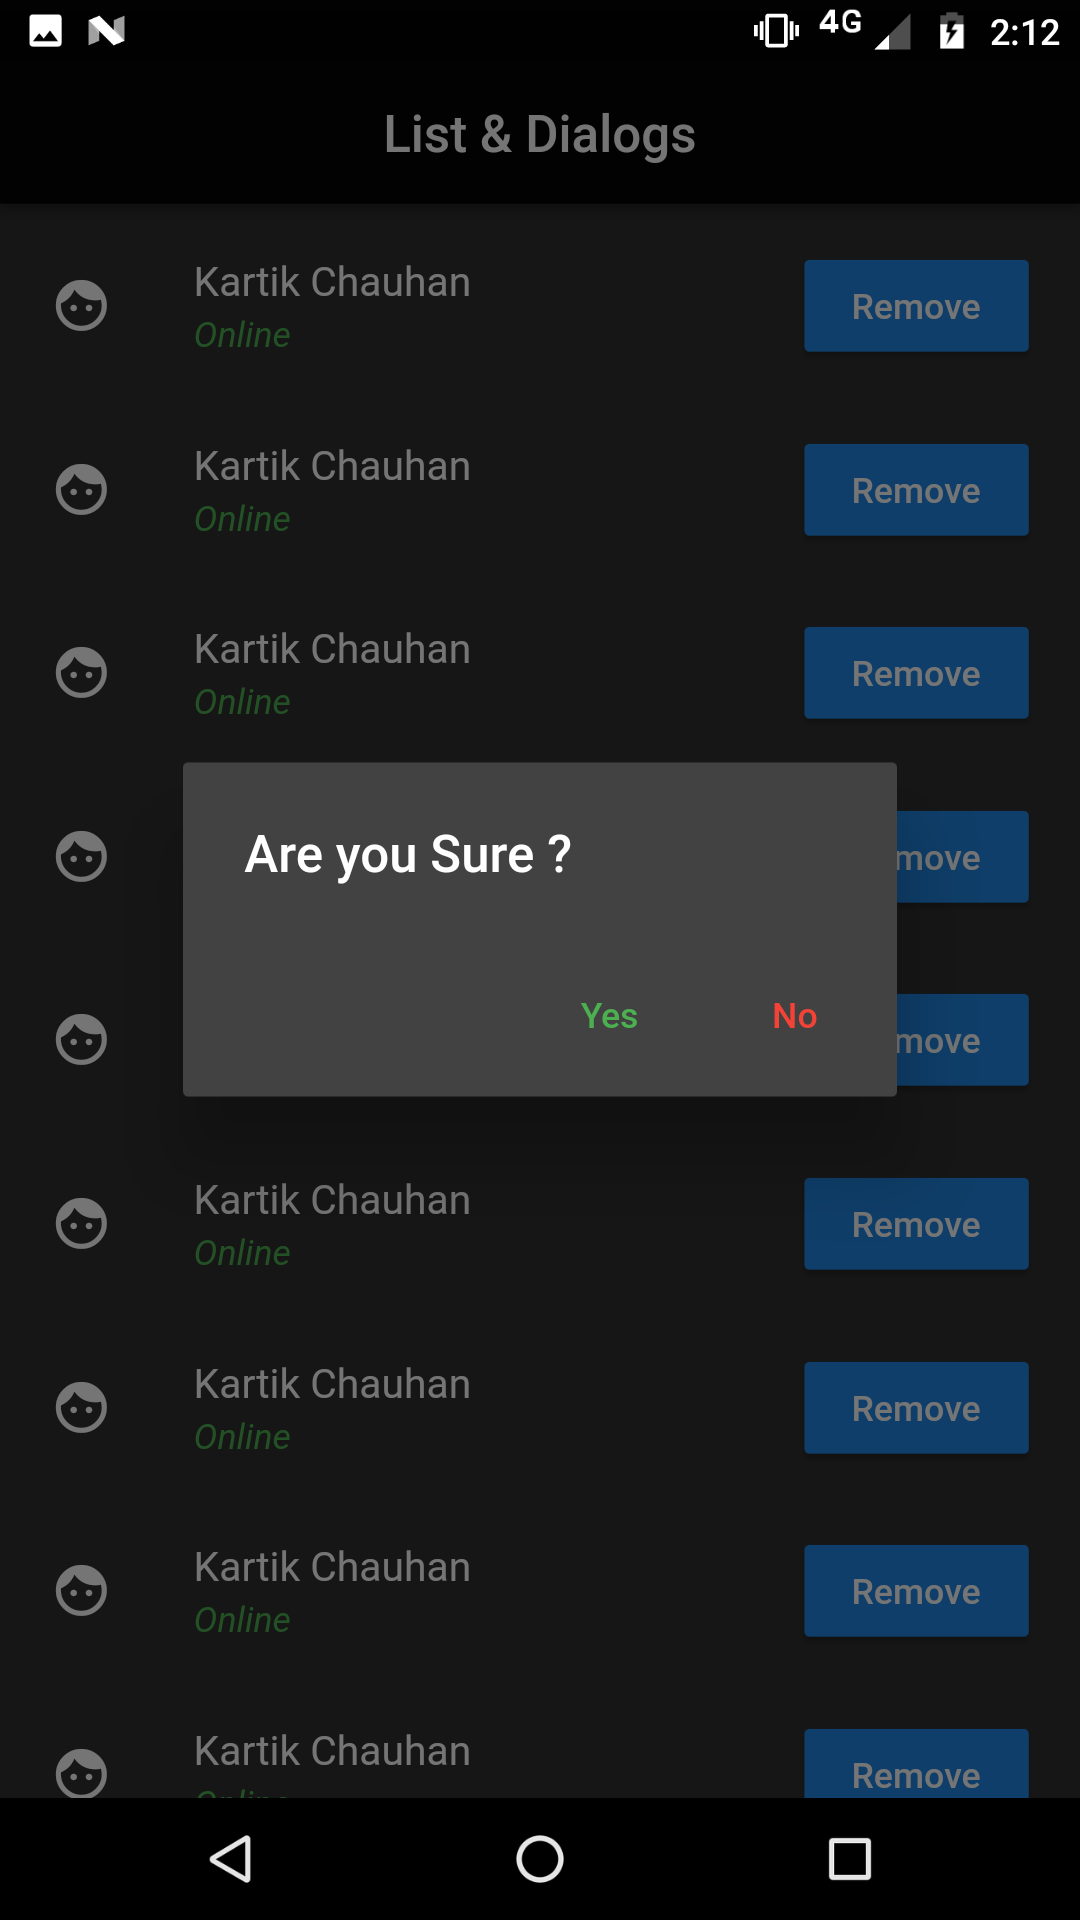 4G 2:12
List & Dialogs
Kartik Chauhan
Online
Remove
Kartik Chauhan
Online
Remove
Kartik Chauhan
Online
Remove
move
Are you Sure ?
Yes No
move
Kartik Chauhan
Online
Remove
Kartik Chauhan
Online
Remove
Kartik Chauhan
Online
Remove
Kartik Chauhan
Remove